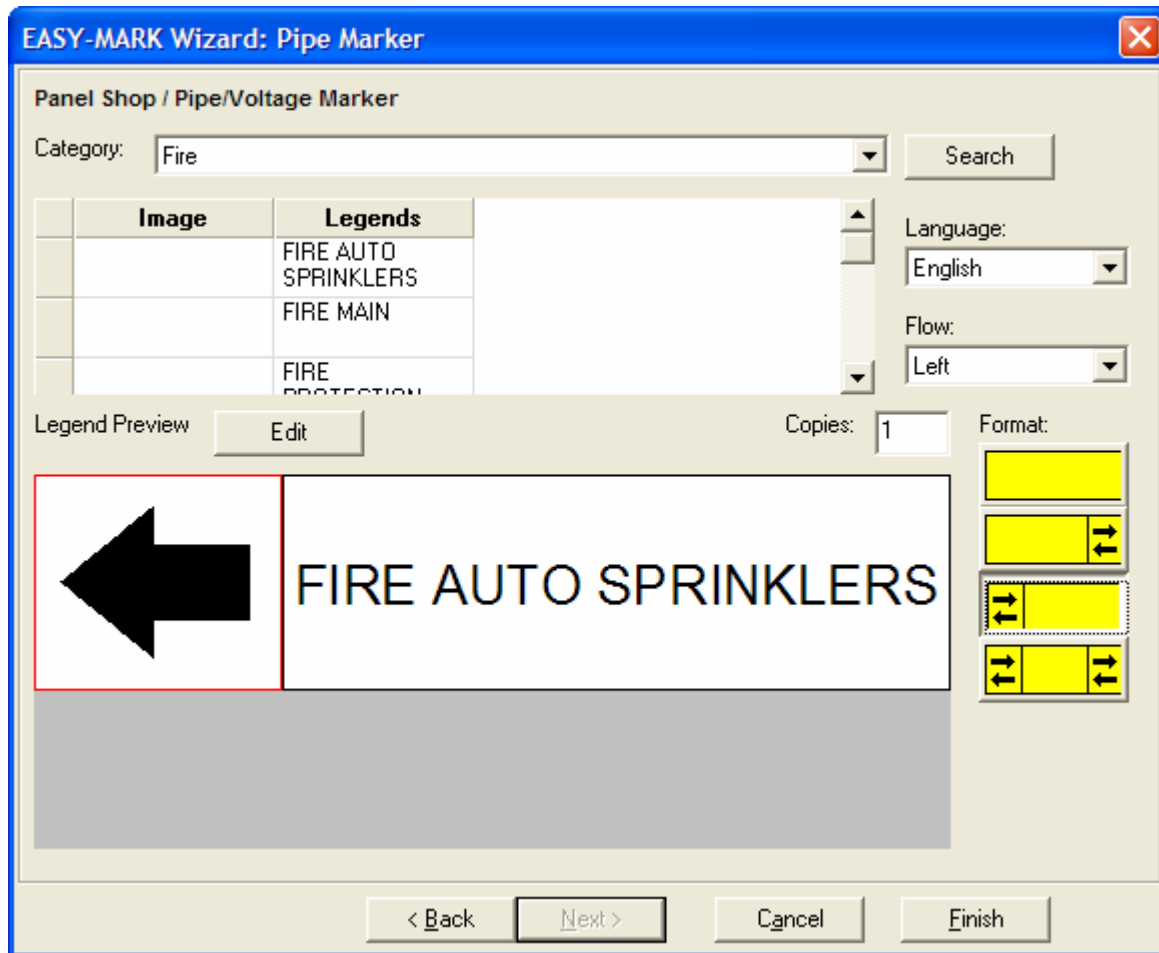 EASY-MARK Wizard: Pipe Marker
Panel Shop / Pipe/Voltage Marker
Category:
Fire
Search
Image
Legends
FIRE AUTO
SPRINKLERS
FIRE MAIN
FIRE
PROTECTION
Language:
English
Flow:
Left
Legend Preview
Edit
Copies:
1
Format:
FIRE AUTO SPRINKLERS
< Back
Next >
Cancel
Finish